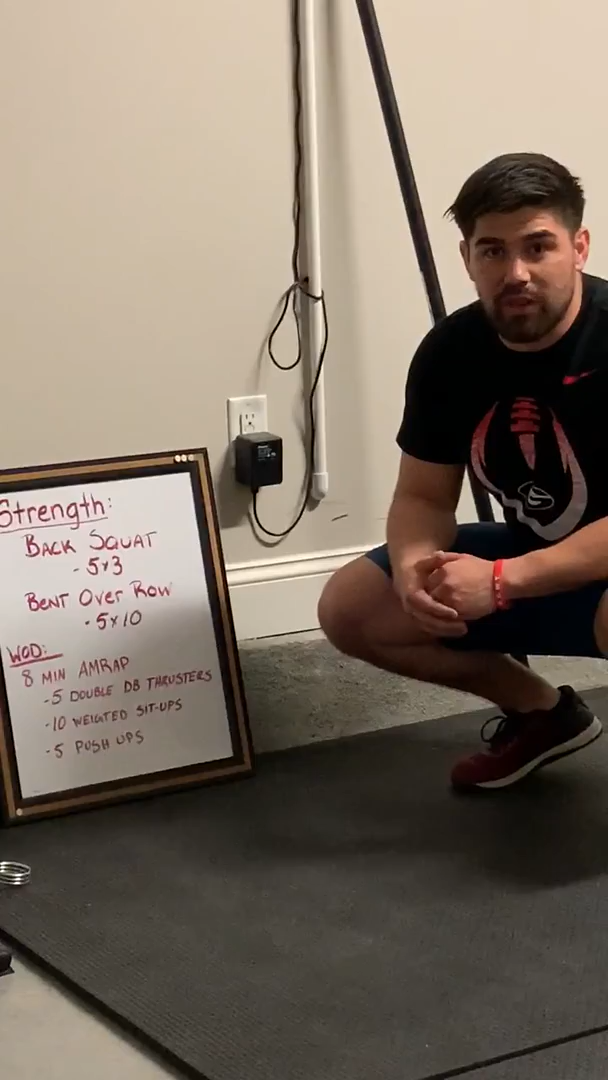 Strength:
BACK SQUAT
- 5x3
BENT OVER ROW
- 5x10
WOD:
8 MIN AMRAP
-5 DOUBLE DB THRUSTERS
-10 WEIGTED SIT-UPS
-5 PUSH UPS